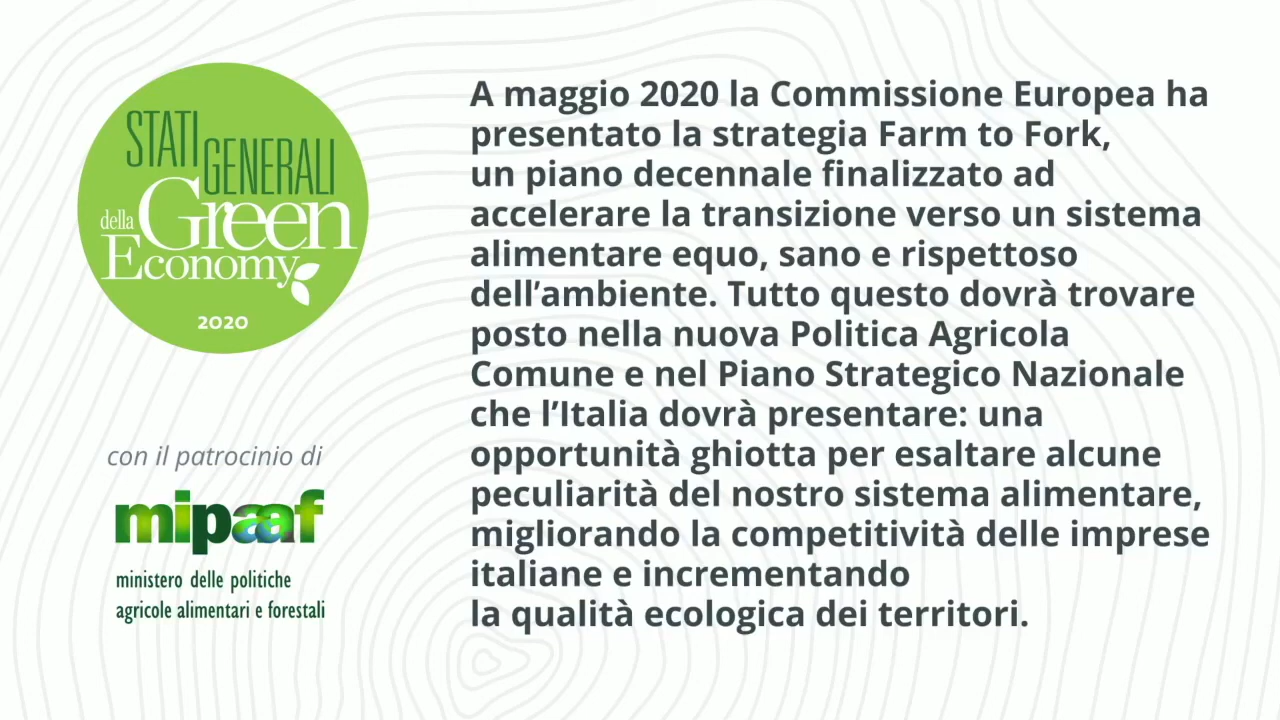 STATI
GENERALI
della Green
Economy
2020
con il patrocinio di
mipaaf
ministero delle politiche
agricole alimentari e forestali
A maggio 2020 la Commissione Europea ha
presentato la strategia Farm to Fork,
un piano decennale finalizzato ad
accelerare la transizione verso un sistema
alimentare equo, sano e rispettoso
dell’ambiente. Tutto questo dovrà trovare
posto nella nuova Politica Agricola
Comune e nel Piano Strategico Nazionale
che l’Italia dovrà presentare: una
opportunità ghiotta per esaltare alcune
peculiarità del nostro sistema alimentare,
migliorando la competitività delle imprese
italiane e incrementando
la qualità ecologica dei territori.